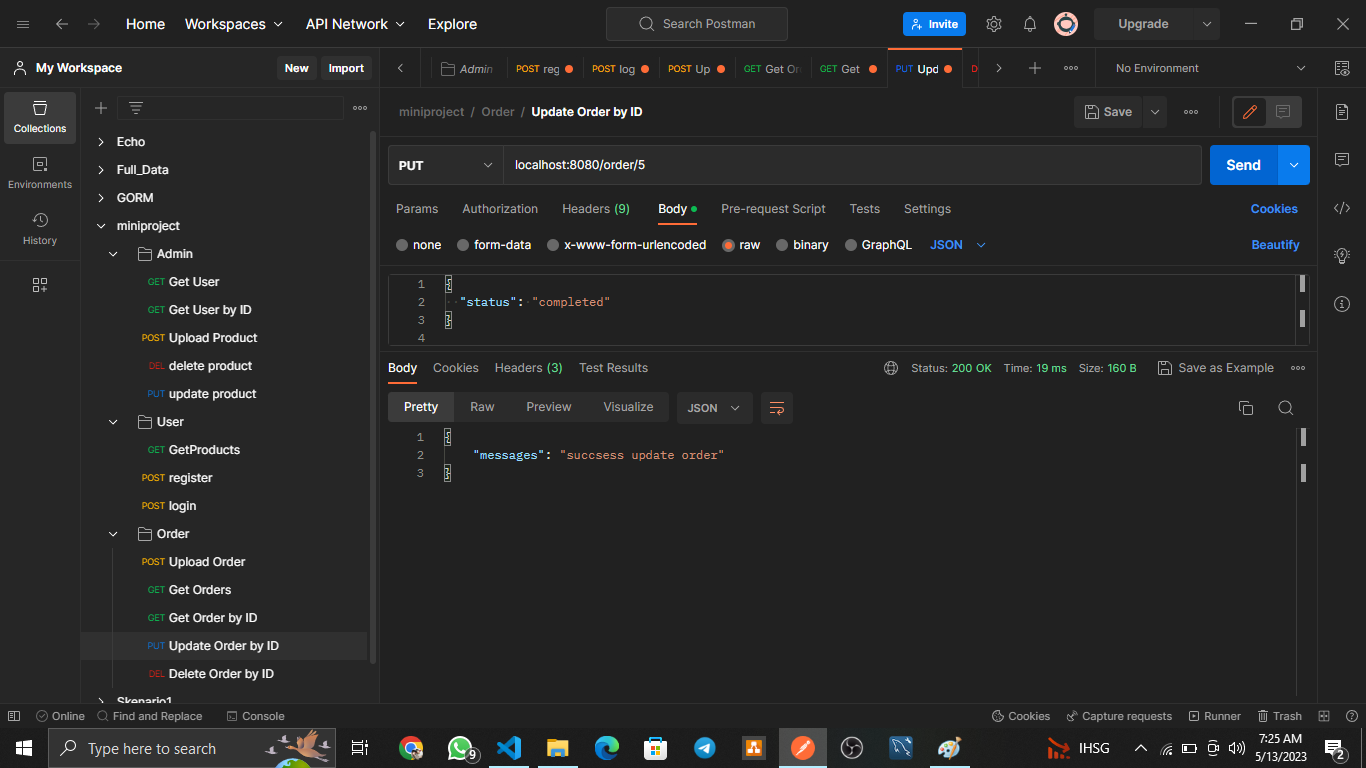 Home Workspaces API Network Explore Search Postman Invite Upgrade
My Workspace New Import Admin POST reg POST log POST Up GET Get Or GET Get PUT Upd D No Environment
Collections
Environments
History
Echo
Full_Data
GORM
miniproject
Admin
GET Get User
GET Get User by ID
POST Upload Product
DEL delete product
PUT update product
User
GET GetProducts
POST register
POST login
Order
POST Upload Order
GET Get Orders
GET Get Order by ID
PUT Update Order by ID
DEL Delete Order by ID
Skenario1
miniproject / Order / Update Order by ID Save
PUT localhost:8080/order/5 Send
Params Authorization Headers (9) Body Pre-request Script Tests Settings Cookies
none form-data x-www-form-urlencoded raw binary GraphQL JSON Beautify
1 {
2 "status": "completed"
3 }
4
Body Cookies Headers (3) Test Results Status: 200 OK Time: 19 ms Size: 160 B Save as Example
Pretty Raw Preview Visualize JSON
1 {
2 "messages": "succsess update order"
3 }
Online Find and Replace Console Cookies Capture requests Runner Trash
Type here to search 9 IHSG 7:25 AM
5/13/2023 2